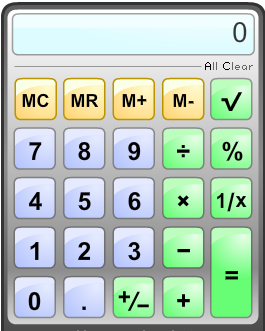 0
All Clear
MC MR M+ M- √
7 8 9 ÷ %
4 5 6 × 1/x
1 2 3 −
0 . +/− + =